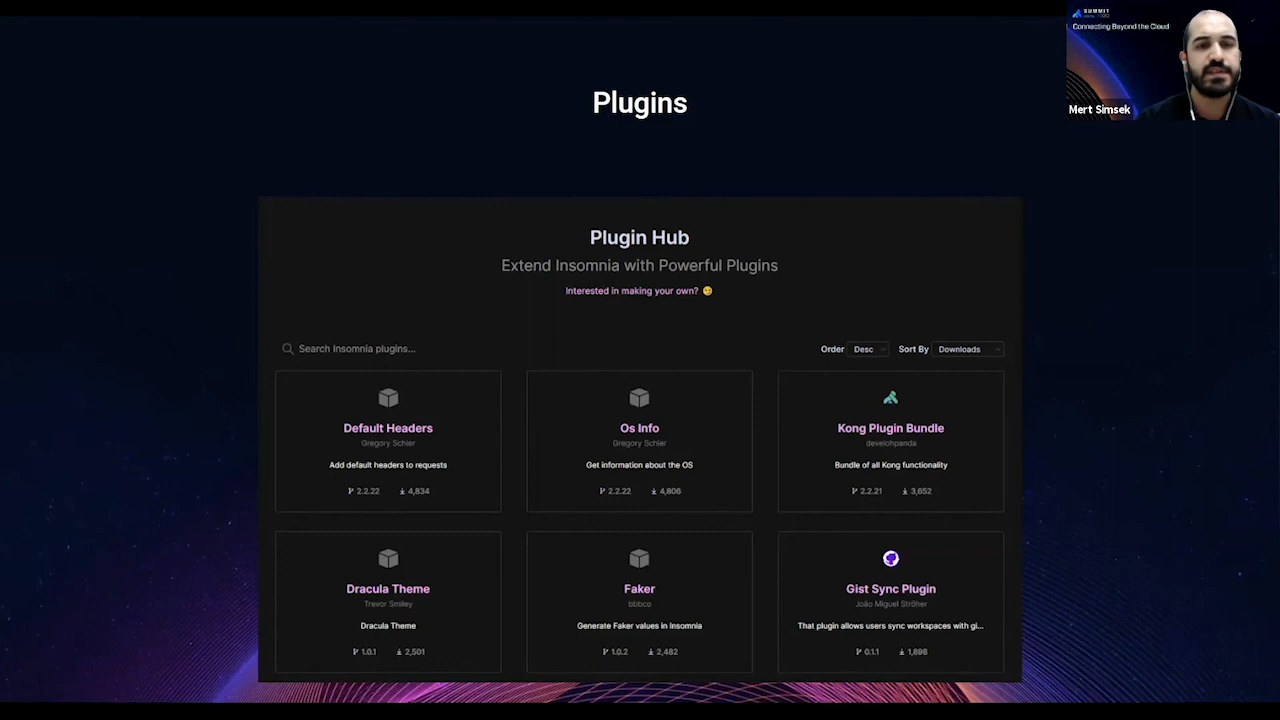 SUMMIT
Connecting Beyond the Cloud
Mert Simsek
Plugins
Plugin Hub
Extend Insomnia with Powerful Plugins
Interested in making your own?
Search Insomnia plugins...
Order Desc Sort By Downloads
Default Headers
Gregory Schier
Add default headers to requests
2.2.22 4,834
Os Info
Gregory Schier
Get information about the OS
2.2.22 4,806
Kong Plugin Bundle
develohpanda
Bundle of all Kong functionality
2.2.21 3,652
Dracula Theme
Trevor Smiley
Dracula Theme
1.0.1 2,501
Faker
bbbco
Generate Faker values in Insomnia
1.0.2 2,482
Gist Sync Plugin
João Miguel Ströher
That plugin allows users sync workspaces with gi...
0.1.1 1,896